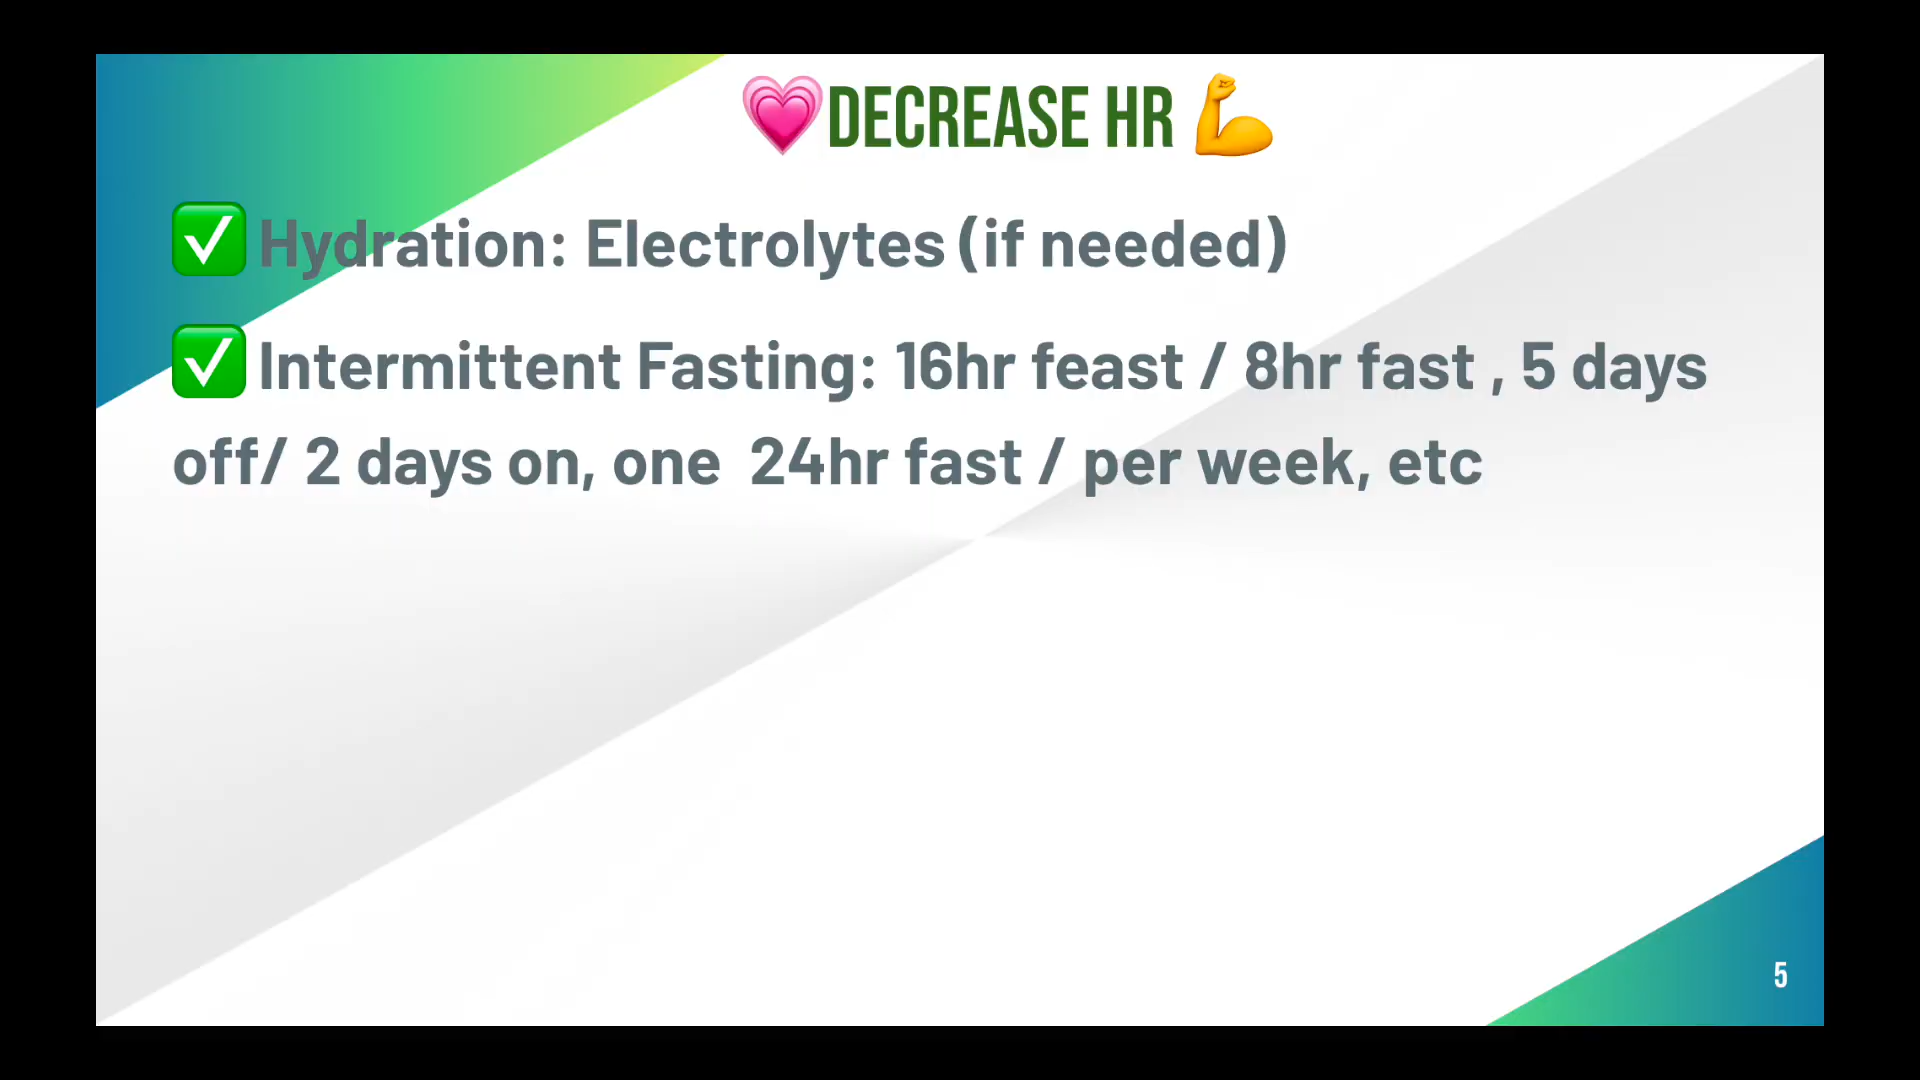 💗DECREASE HR 💪
✅ Hydration: Electrolytes (if needed)
✅ Intermittent Fasting: 16hr feast / 8hr fast , 5 days
off/ 2 days on, one  24hr fast / per week, etc
5